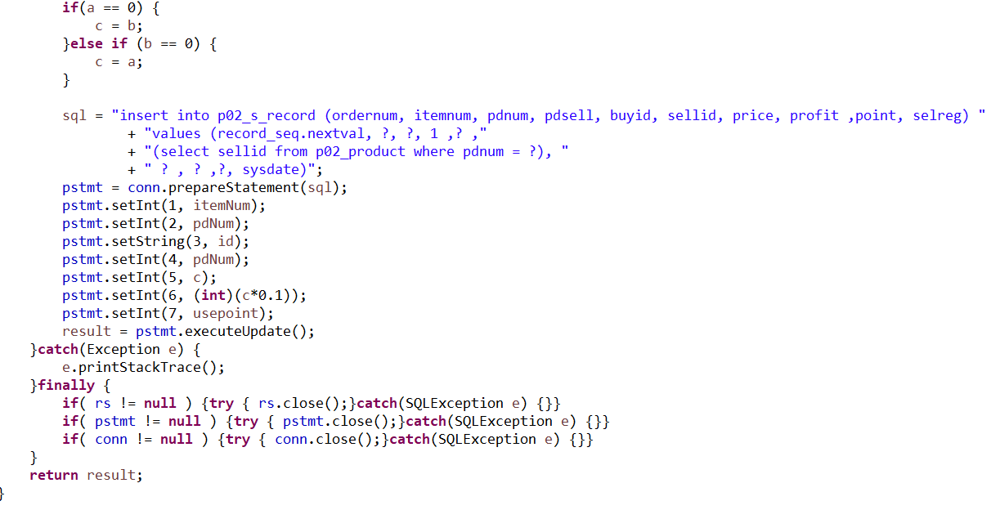 if(a == 0) {
c = b;
}else if (b == 0) {
c = a;
}
sql = "insert into p02_s_record (ordernum, itemnum, pdnum, pdsell, buyid, sellid, price, profit ,point, selreg) "
+ "values (record_seq.nextval, ?, ?, 1 ,? ,"
+ "(select sellid from p02_product where pdnum = ?), "
+ " ? , ? ,?, sysdate)";
pstmt = conn.prepareStatement(sql);
pstmt.setInt(1, itemNum);
pstmt.setInt(2, pdNum);
pstmt.setString(3, id);
pstmt.setInt(4, pdNum);
pstmt.setInt(5, c);
pstmt.setInt(6, (int)(c*0.1));
pstmt.setInt(7, usepoint);
result = pstmt.executeUpdate();
}catch(Exception e) {
e.printStackTrace();
}finally {
if( rs != null ) {try { rs.close();}catch(SQLException e) {}}
if( pstmt != null ) {try { pstmt.close();}catch(SQLException e) {}}
if( conn != null ) {try { conn.close();}catch(SQLException e) {}}
}
return result;
}